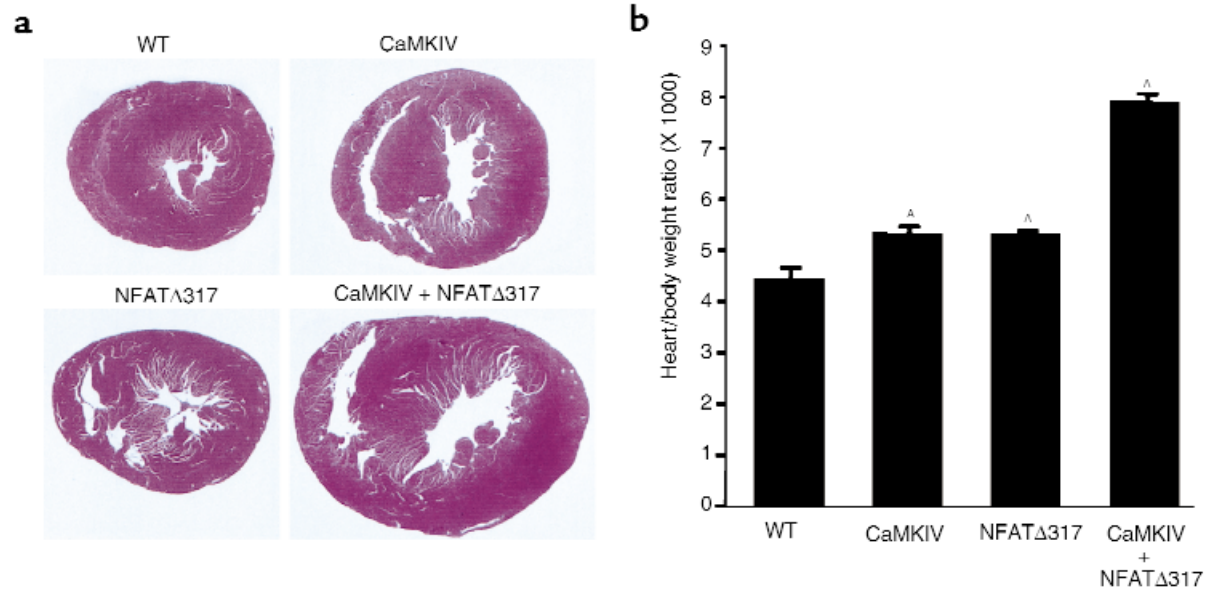 a
WT
CaMKIV
NFATΔ317
CaMKIV + NFATΔ317
b
Heart/body weight ratio (X 1000)
9
8
7
6
5
4
3
2
1
0
^
^
^
WT
CaMKIV
NFATΔ317
CaMKIV
+
NFATΔ317